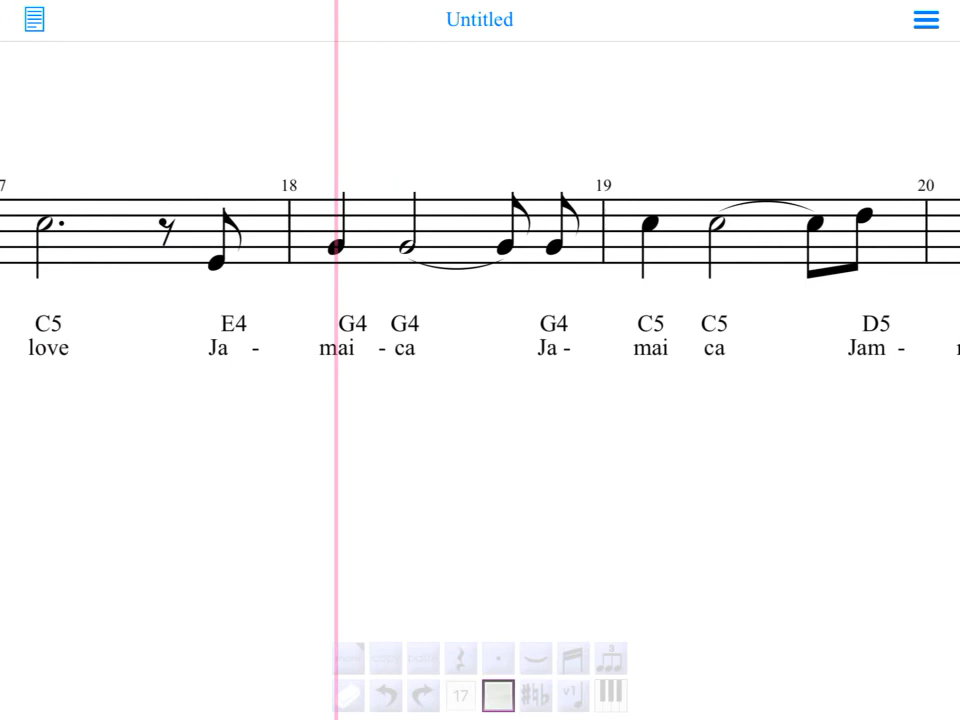 Untitled
7 18 19 20
C5 E4 G4 G4 G4 C5 C5 D5
love Ja - mai - ca Ja - mai ca Jam -
3
17